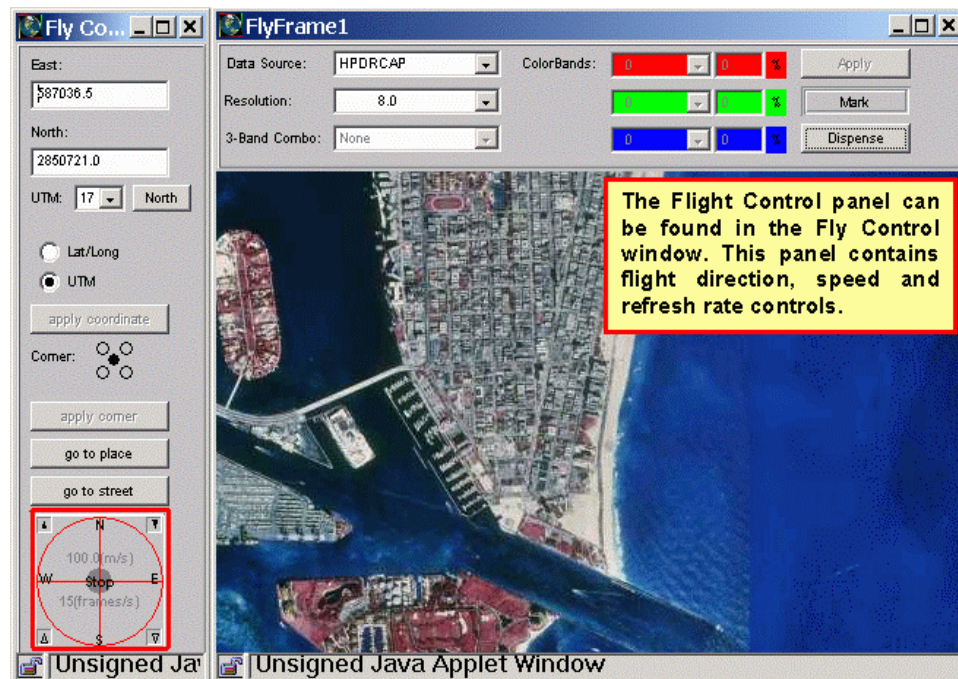 Fly Co...
East:
587036.5
North:
2850721.0
UTM: 17 North
Lat/Long
UTM
apply coordinate
Corner:
apply corner
go to place
go to street
N
100.0(m/s)
W Stop E
15(frames/s)
S
Unsigned Jav
FlyFrame1
Data Source: HPDRCAP ColorBands: 0 0 % Apply
Resolution: 8.0 0 0 % Mark
3-Band Combo: None 0 0 % Dispense
The Flight Control panel can
be found in the Fly Control
window. This panel contains
flight direction, speed and
refresh rate controls.
Unsigned Java Applet Window